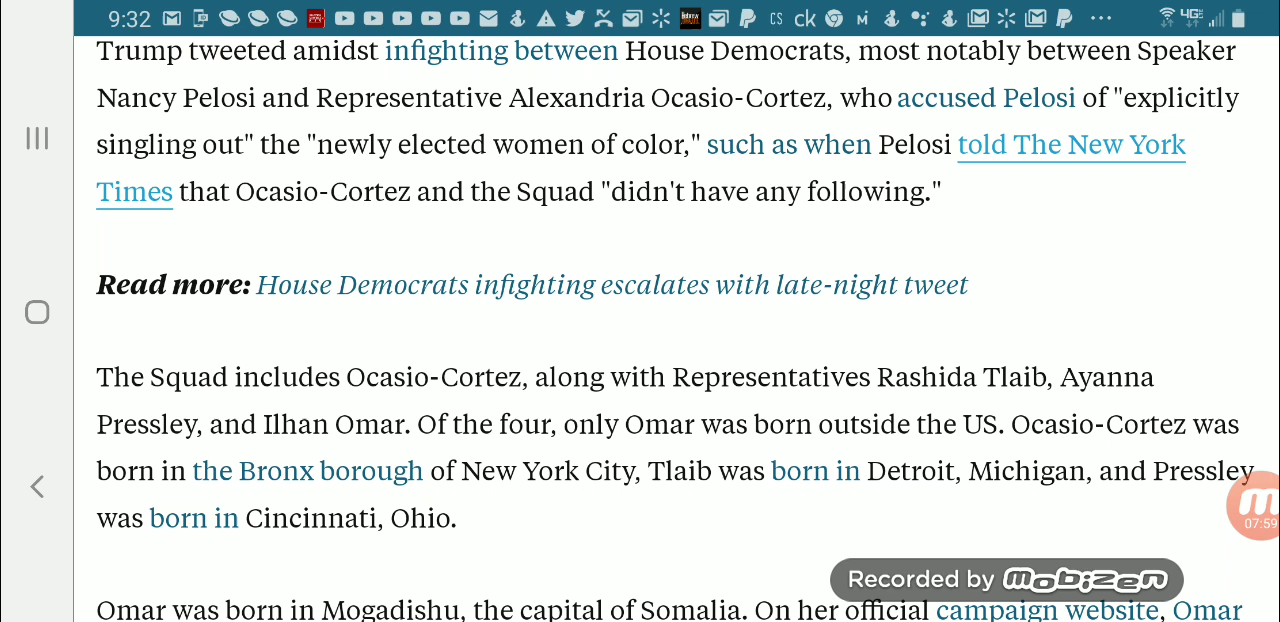 9:32 CS ck M 4GE
Trump tweeted amidst infighting between House Democrats, most notably between Speaker
Nancy Pelosi and Representative Alexandria Ocasio-Cortez, who accused Pelosi of "explicitly
singling out" the "newly elected women of color," such as when Pelosi told The New York
Times that Ocasio-Cortez and the Squad "didn't have any following."
Read more: House Democrats infighting escalates with late-night tweet
The Squad includes Ocasio-Cortez, along with Representatives Rashida Tlaib, Ayanna
Pressley, and Ilhan Omar. Of the four, only Omar was born outside the US. Ocasio-Cortez was
born in the Bronx borough of New York City, Tlaib was born in Detroit, Michigan, and Pressley
was born in Cincinnati, Ohio.
m
07:59
Recorded by mobizen
Omar was born in Mogadishu, the capital of Somalia. On her official campaign website, Omar